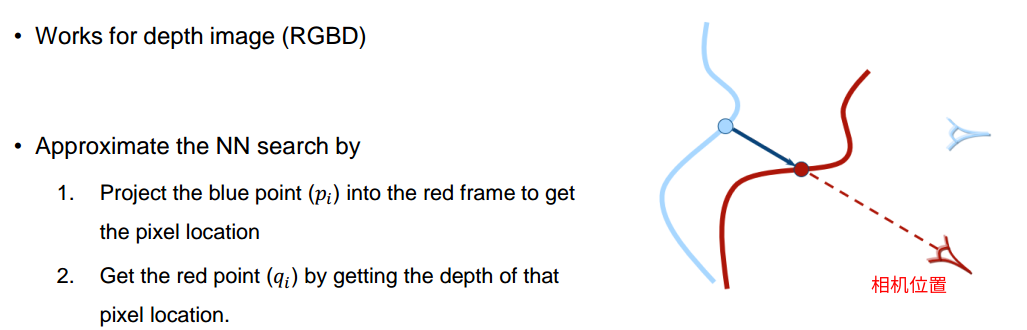 • Works for depth image (RGBD)
• Approximate the NN search by
1. Project the blue point (pᵢ) into the red frame to get
the pixel location
2. Get the red point (qᵢ) by getting the depth of that
pixel location.
相机位置